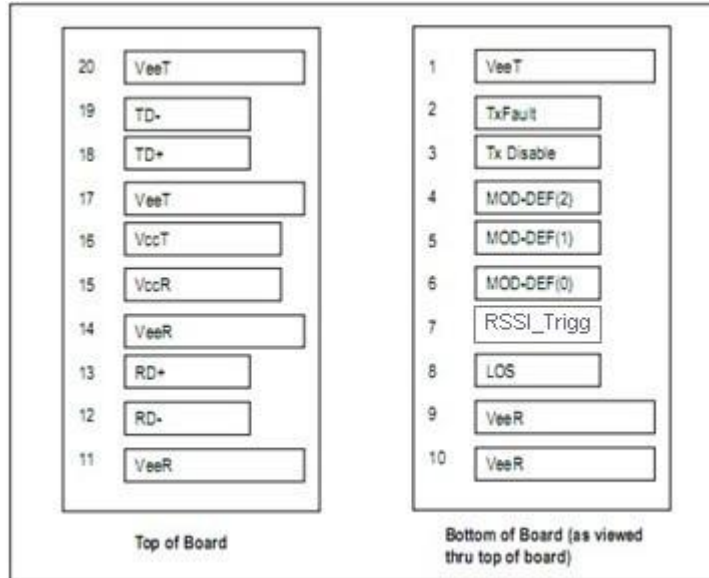 20 VeeT
19 TD-
18 TD+
17 VeeT
16 VccT
15 VccR
14 VeeR
13 RD+
12 RD-
11 VeeR
Top of Board
1 VeeT
2 TxFault
3 Tx Disable
4 MOD-DEF(2)
5 MOD-DEF(1)
6 MOD-DEF(0)
7 RSSI_Trigg
8 LOS
9 VeeR
10 VeeR
Bottom of Board (as viewed
thru top of board)